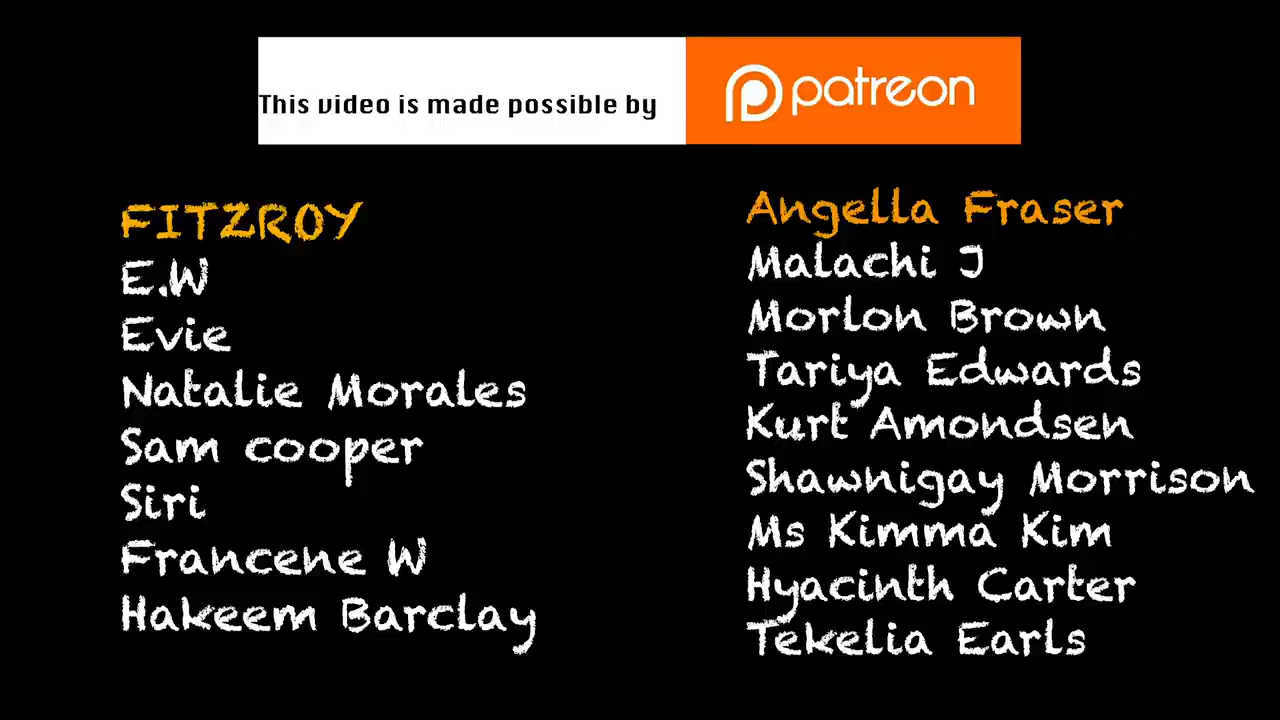 This video is made possible by
patreon
FITZROY
E.W
Evie
Natalie Morales
Sam cooper
Siri
Francene W
Hakeem Barclay
Angella Fraser
Malachi J
Morlon Brown
Tariya Edwards
Kurt Amondsen
Shawnigay Morrison
Ms Kimma Kim
Hyacinth Carter
Tekelia Earls